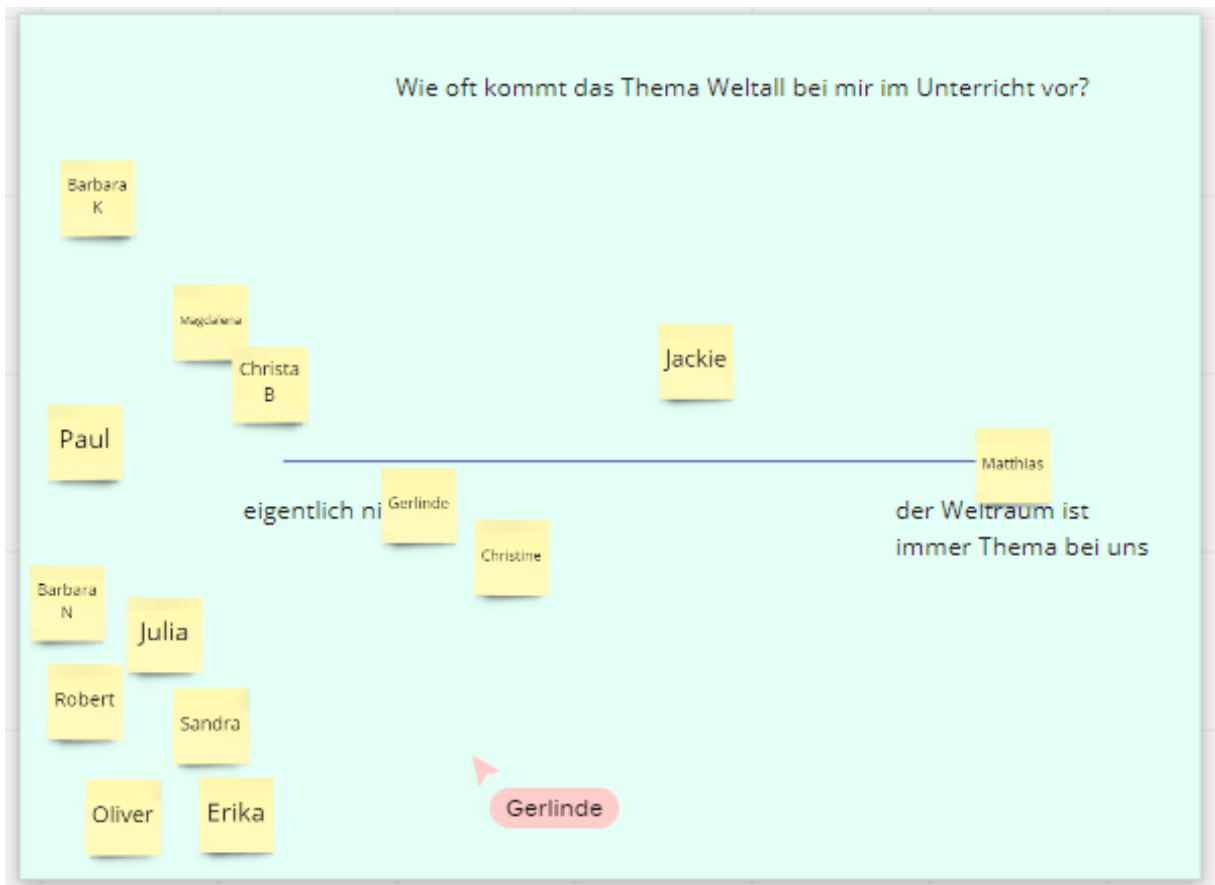 Wie oft kommt das Thema Weltall bei mir im Unterricht vor?
Barbara
K
Magdalena
Christa
B
Jackie
Paul
Matthias
eigentlich ni
Gerlinde
der Weltraum ist
immer Thema bei uns
Christine
Barbara
N
Julia
Robert
Sandra
Oliver
Erika
Gerlinde